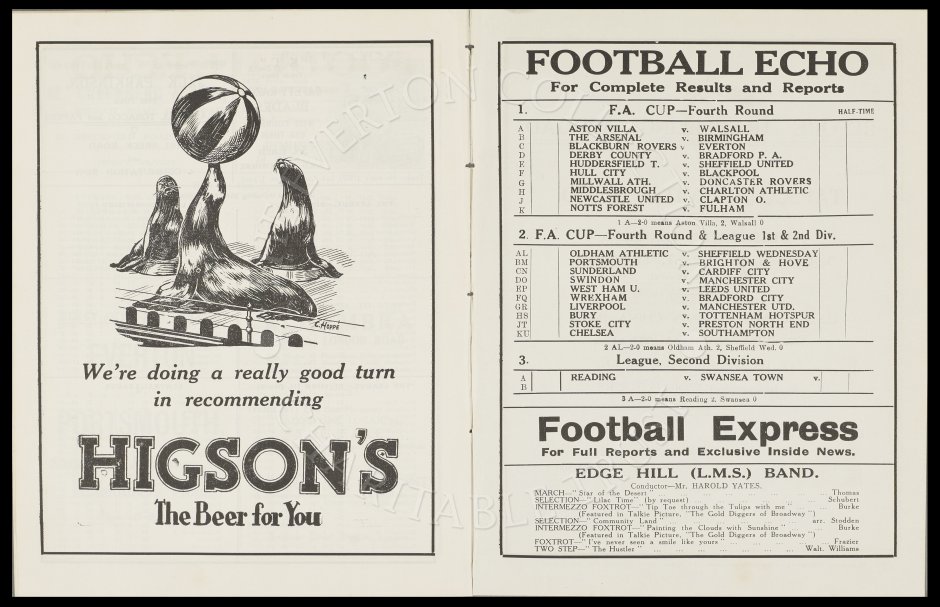 C. HOPPÉ
We're doing a really good turn
in recommending
HIGSON'S
The Beer for You
FOOTBALL ECHO
For Complete Results and Reports
1. F.A. CUP—Fourth Round HALF-TIME
A ASTON VILLA v. WALSALL
B THE ARSENAL v. BIRMINGHAM
C BLACKBURN ROVERS v EVERTON
D DERBY COUNTY v. BRADFORD P. A.
E HUDDERSFIELD T. v. SHEFFIELD UNITED
F HULL CITY v. BLACKPOOL
G MILLWALL ATH. v. DONCASTER ROVERS
H MIDDLESBROUGH v. CHARLTON ATHLETIC
J NEWCASTLE UNITED v. CLAPTON O.
K NOTTS FOREST v. FULHAM
1 A—2-0 means Aston Villa, 2, Walsall 0
2. F.A. CUP—Fourth Round & League 1st & 2nd Div.
AL OLDHAM ATHLETIC v. SHEFFIELD WEDNESDAY
BM PORTSMOUTH v. BRIGHTON & HOVE
CN SUNDERLAND v. CARDIFF CITY
DO SWINDON v. MANCHESTER CITY
EP WEST HAM U. v. LEEDS UNITED
FQ WREXHAM v. BRADFORD CITY
GR LIVERPOOL v. MANCHESTER UTD.
HS BURY v. TOTTENHAM HOTSPUR
JT STOKE CITY v. PRESTON NORTH END
KU CHELSEA v. SOUTHAMPTON
2 AL—2-0 means Oldham Ath. 2, Sheffield Wed. 0
3. League, Second Division
A READING v. SWANSEA TOWN v.
B
3 A—2-0 means Reading 2, Swansea 0
Football Express
For Full Reports and Exclusive Inside News.
EDGE HILL (L.M.S.) BAND.
Conductor—Mr. HAROLD YATES.
MARCH—"Star of the Desert" ... Thomas
SELECTION—"Lilac Time" (by request) ... Schubert
INTERMEZZO FOXTROT—"Tip Toe through the Tulips with me" ... Burke
(Featured in Talkie Picture, "The Gold Diggers of Broadway")
SELECTION—"Community Land" ... arr. Stodden
INTERMEZZO FOXTROT—"Painting the Clouds with Sunshine" ... Burke
(Featured in Talkie Picture, "The Gold Diggers of Broadway")
FOXTROT—"I've never seen a smile like yours" ... Frazier
TWO STEP—"The Hustler" ... Walt. Williams